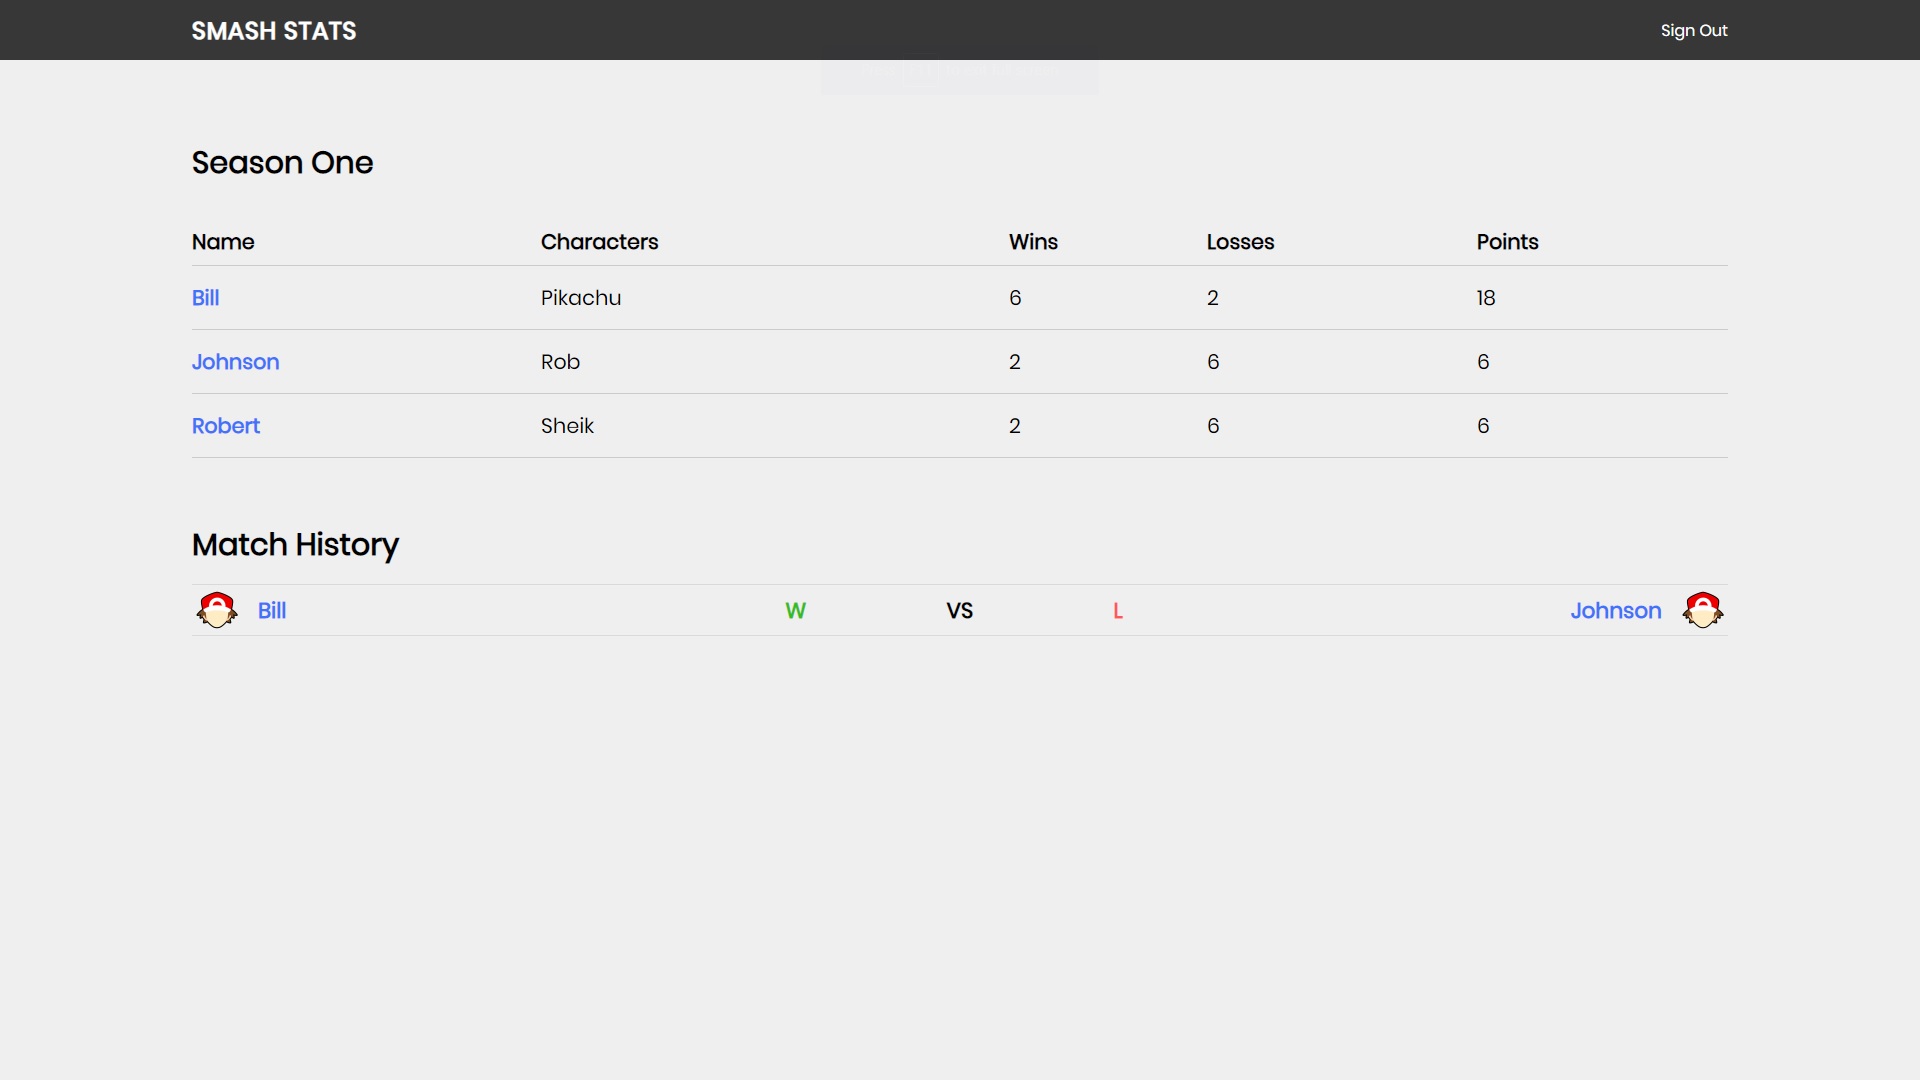 SMASH STATS Sign Out
Season One
Name Characters Wins Losses Points
Bill Pikachu 6 2 18
Johnson Rob 2 6 6
Robert Sheik 2 6 6
Match History
Bill W VS L Johnson